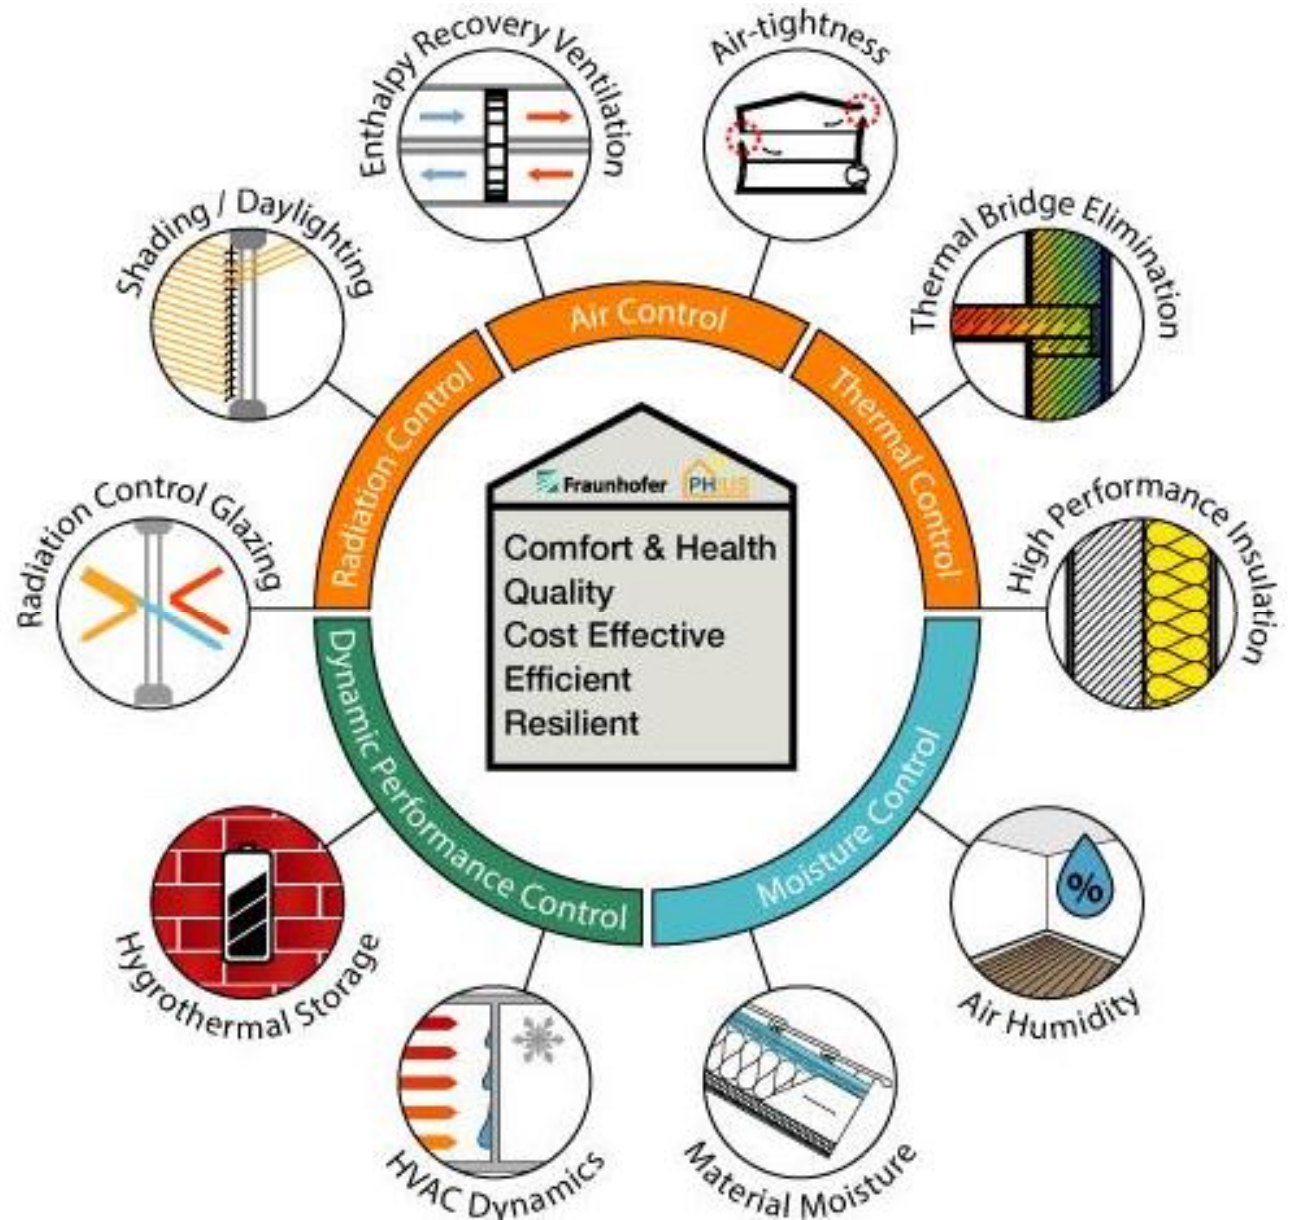 Enthalpy Recovery Ventilation
Air-tightness
Shading / Daylighting
Thermal Bridge Elimination
Air Control
Radiation Control
Thermal Control
Radiation Control Glazing
High Performance Insulation
Fraunhofer
PHIUS
Comfort & Health
Quality
Cost Effective
Efficient
Resilient
Dynamic Performance Control
Moisture Control
%
Hygrothermal Storage
Air Humidity
HVAC Dynamics
Material Moisture